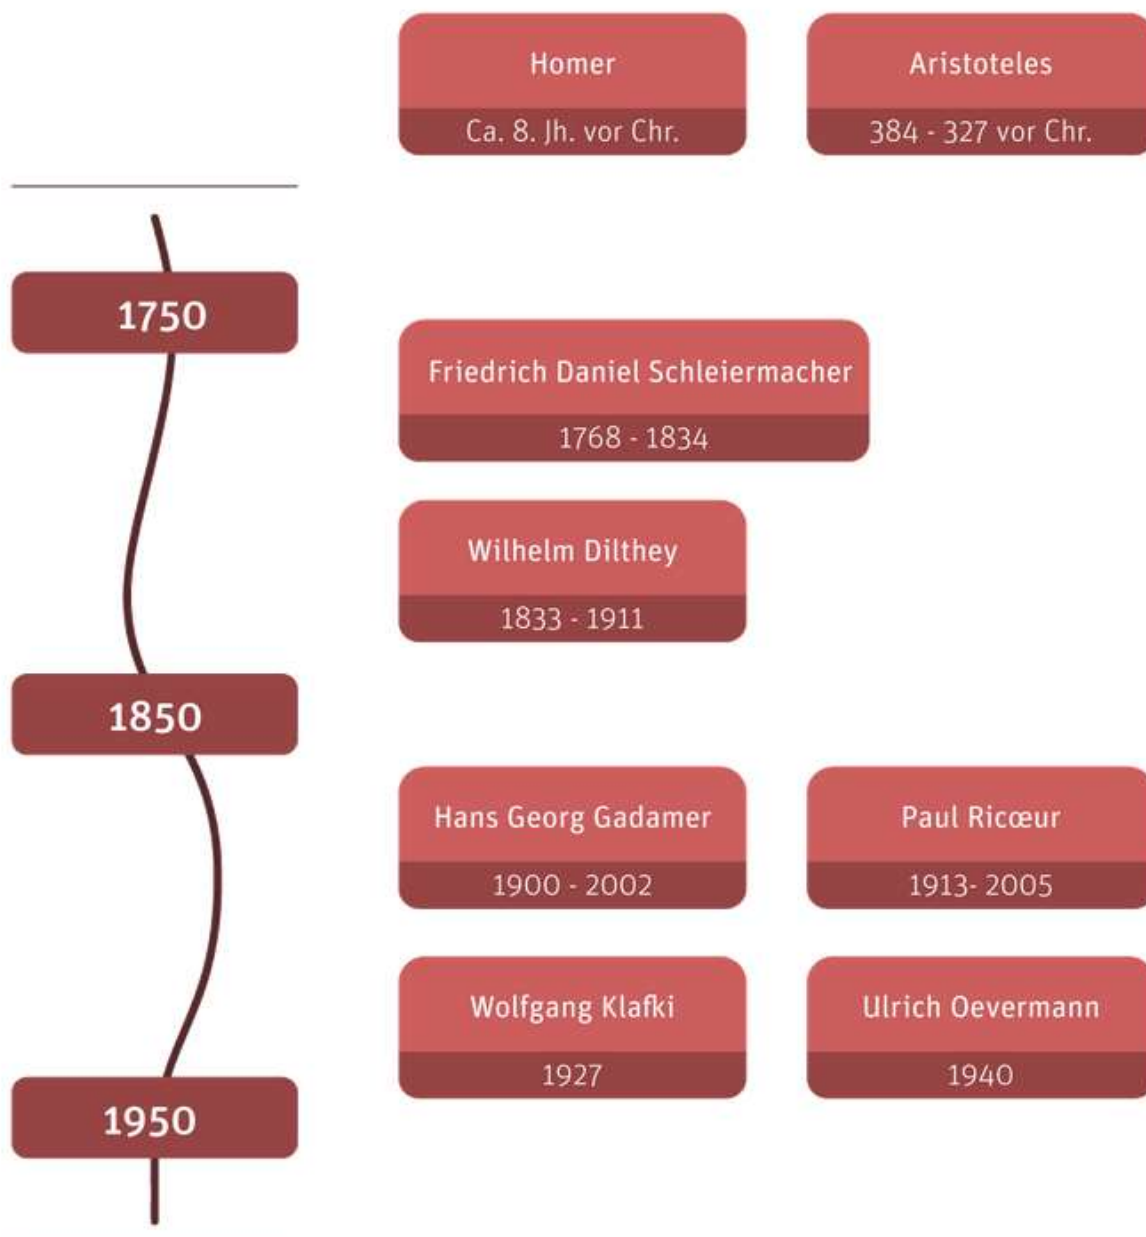 Homer
Ca. 8. Jh. vor Chr.
Aristoteles
384 - 327 vor Chr.
1750
Friedrich Daniel Schleiermacher
1768 - 1834
Wilhelm Dilthey
1833 - 1911
1850
Hans Georg Gadamer
1900 - 2002
Paul Ricœur
1913- 2005
Wolfgang Klafki
1927
Ulrich Oevermann
1940
1950